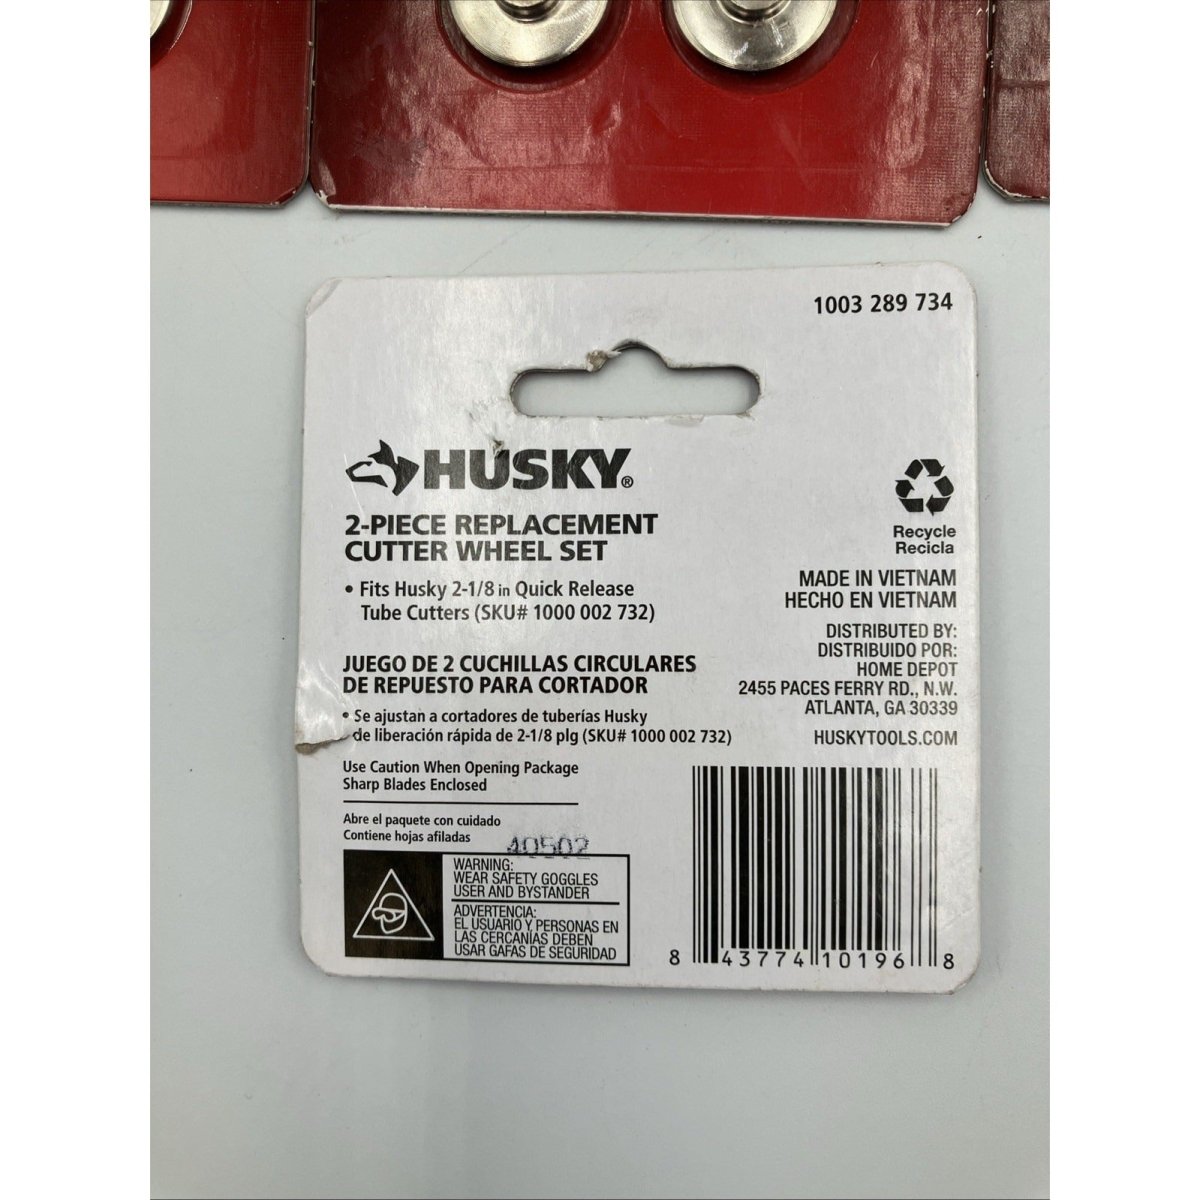 1003 289 734
HUSKY®
2-PIECE REPLACEMENT
CUTTER WHEEL SET
• Fits Husky 2-1/8 in Quick Release
Tube Cutters (SKU# 1000 002 732)
JUEGO DE 2 CUCHILLAS CIRCULARES
DE REPUESTO PARA CORTADOR
• Se ajustan a cortadores de tuberías Husky
de liberación rápida de 2-1/8 plg (SKU# 1000 002 732)
Use Caution When Opening Package
Sharp Blades Enclosed
Abre el paquete con cuidado
Contiene hojas afiladas
40502
WARNING:
WEAR SAFETY GOGGLES
USER AND BYSTANDER
ADVERTENCIA:
EL USUARIO Y PERSONAS EN
LAS CERCANÍAS DEBEN
USAR GAFAS DE SEGURIDAD
Recycle
Recicla
MADE IN VIETNAM
HECHO EN VIETNAM
DISTRIBUTED BY:
DISTRIBUIDO POR:
HOME DEPOT
2455 PACES FERRY RD., N.W.
ATLANTA, GA 30339
HUSKYTOOLS.COM
8 43774 10196 8